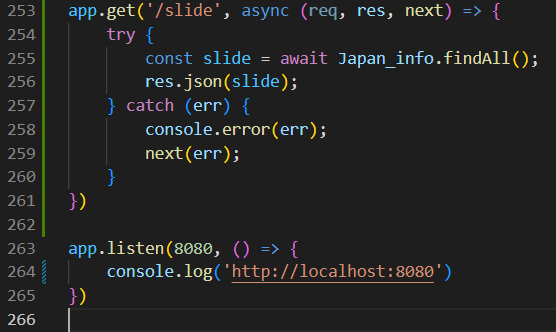 253 app.get('/slide', async (req, res, next) => {
254     try {
255         const slide = await Japan_info.findAll();
256         res.json(slide);
257     } catch (err) {
258         console.error(err);
259         next(err);
260     }
261 })
262
263 app.listen(8080, () => {
264     console.log('http://localhost:8080')
265 })
266